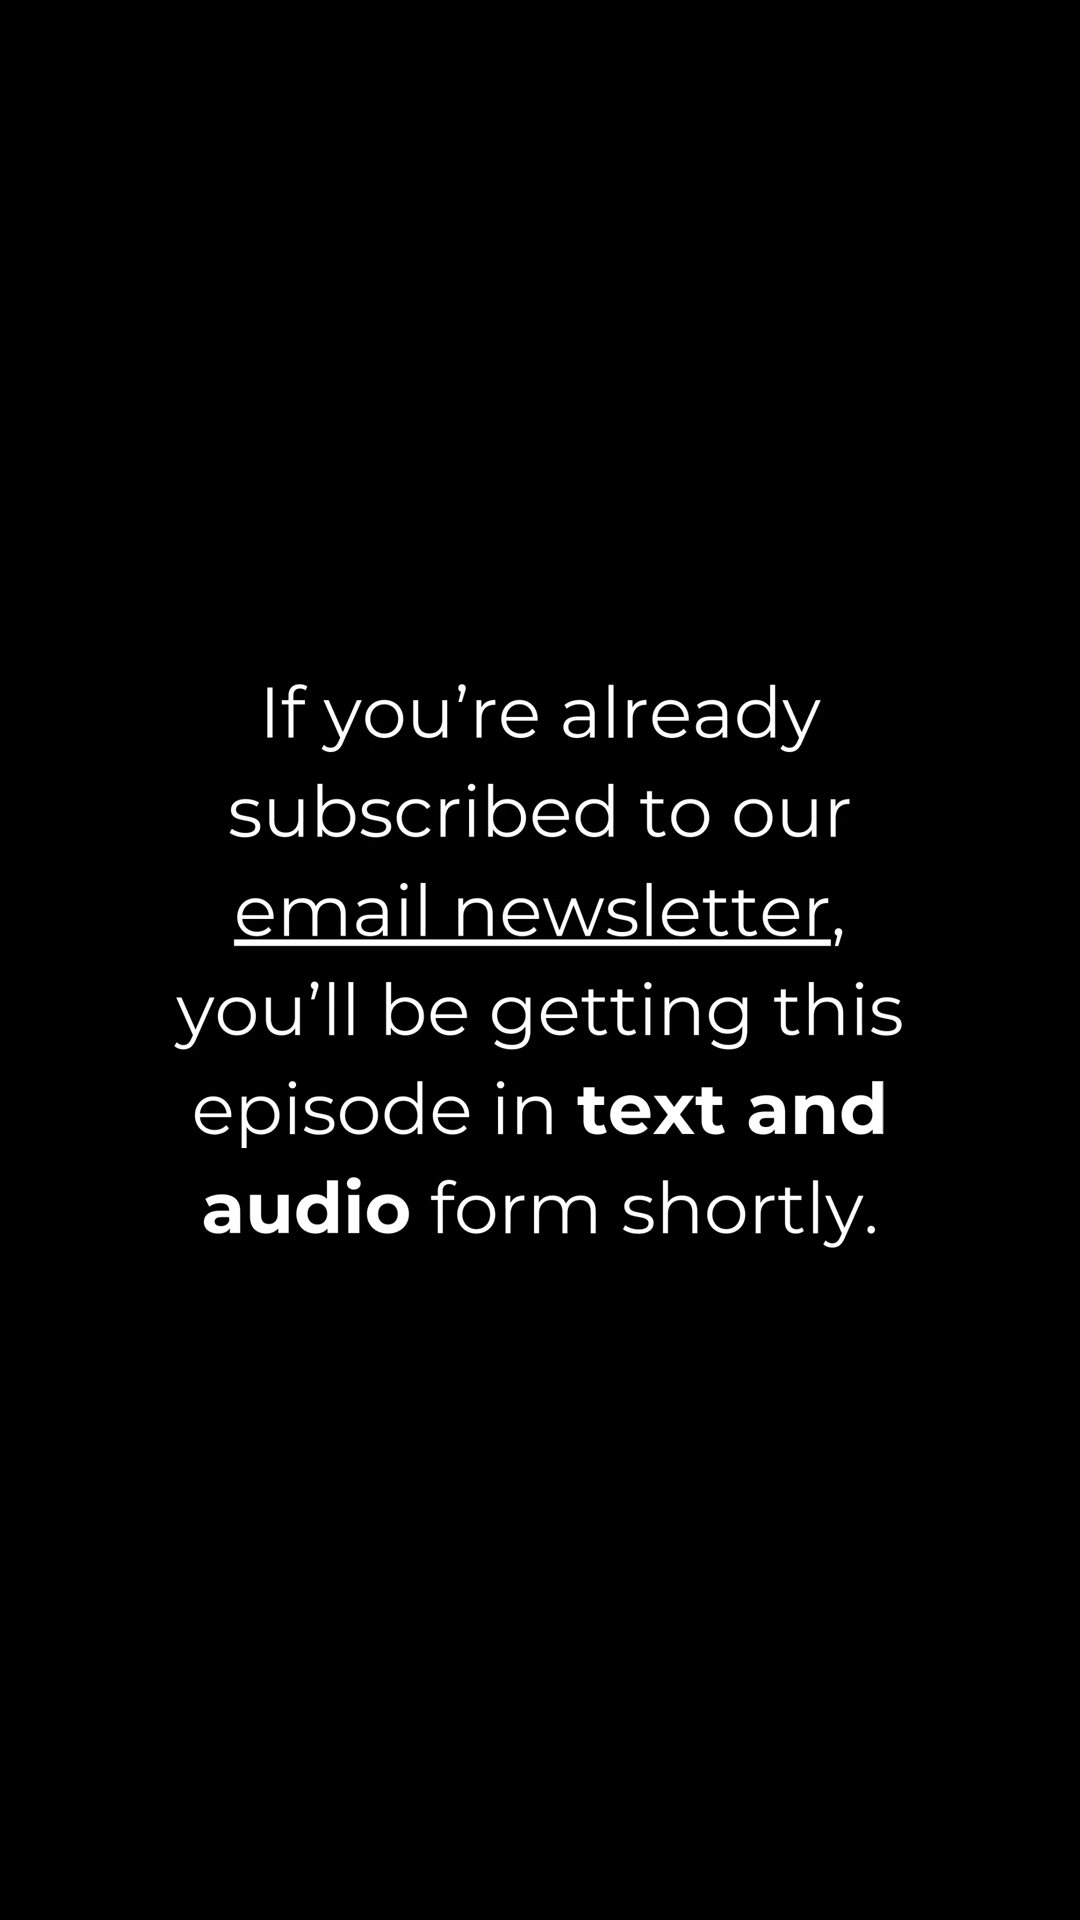 If you’re already
subscribed to our
email newsletter,
you’ll be getting this
episode in text and
audio form shortly.